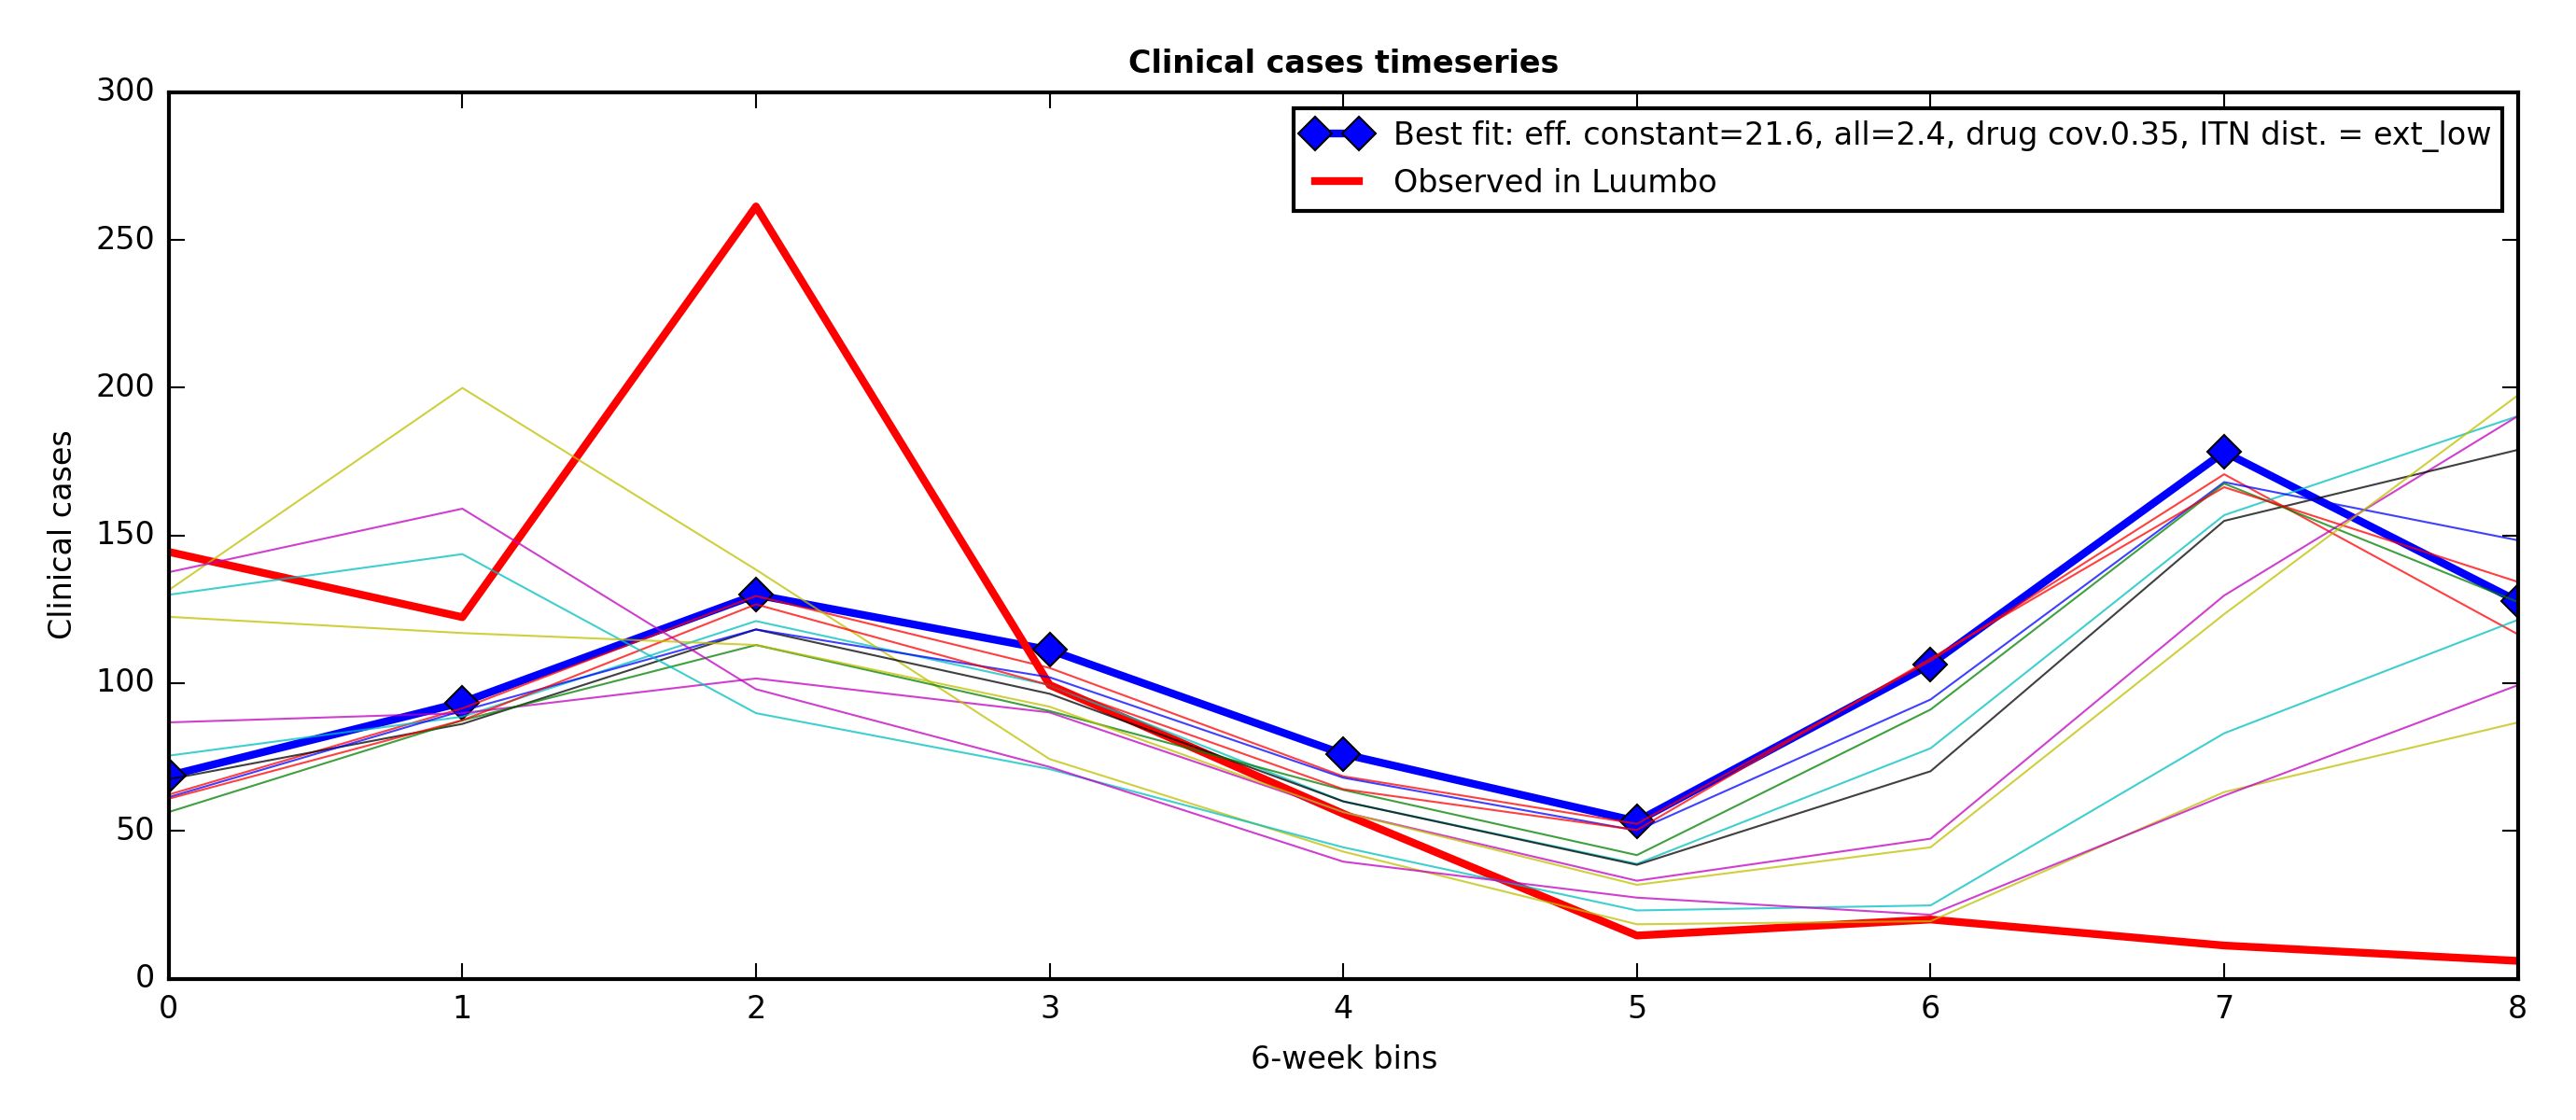 Clinical cases timeseries
300
250
200
150
100
50
0
Clinical cases
Best fit: eff. constant=21.6, all=2.4, drug cov.0.35, ITN dist. = ext_low
Observed in Luumbo
0 1 2 3 4 5 6 7 8
6-week bins